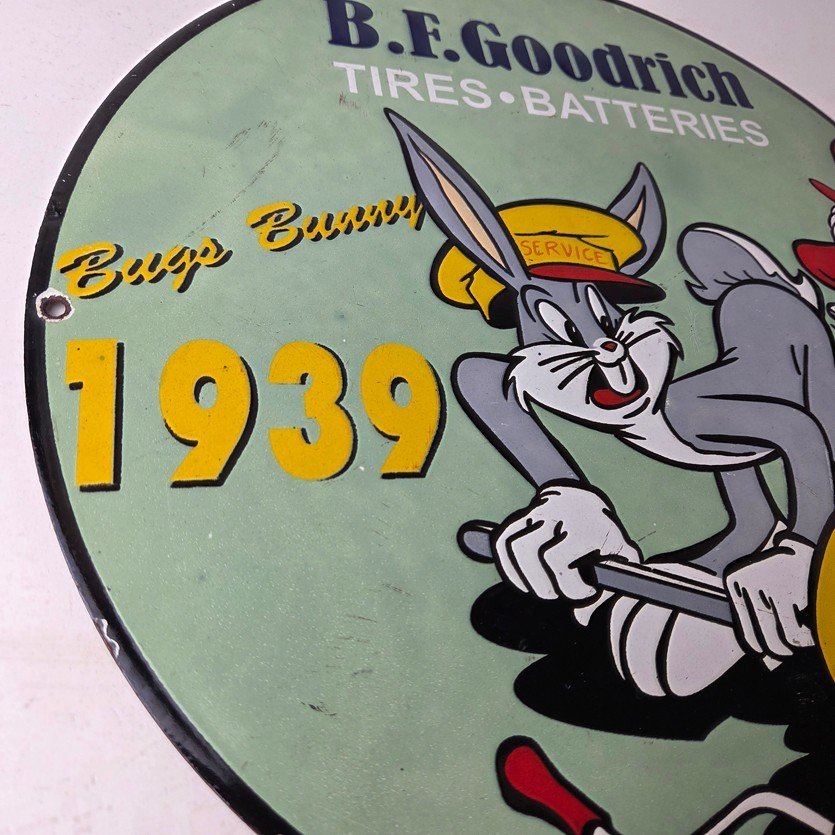 B.F.Goodrich
TIRES•BATTERIES
Bugs Bunny
SERVICE
1939